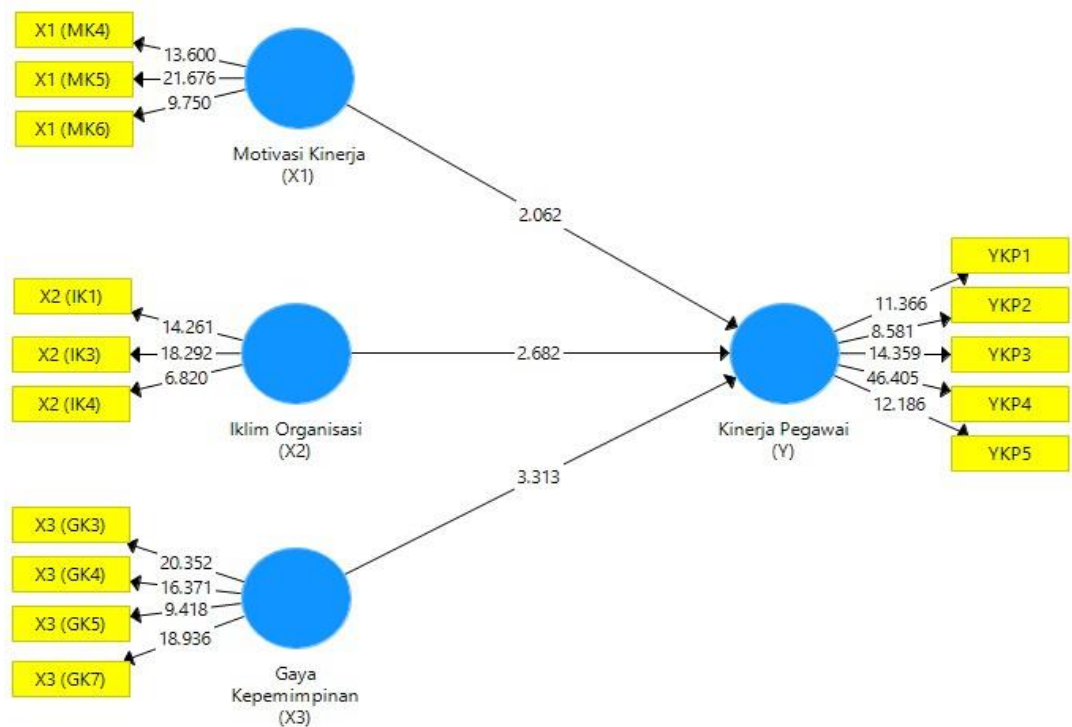 X1 (MK4)
13.600
X1 (MK5)
21.676
9.750
X1 (MK6)
Motivasi Kinerja
(X1)
2.062
X2 (IK1)
14.261
X2 (IK3)
18.292
6.820
X2 (IK4)
Iklim Organisasi
(X2)
2.682
X3 (GK3)
20.352
X3 (GK4)
16.371
9.418
X3 (GK5)
18.936
X3 (GK7)
Gaya
Kepemimpinan
(X3)
3.313
Kinerja Pegawai
(Y)
YKP1
11.366
YKP2
8.581
14.359
YKP3
46.405
YKP4
12.186
YKP5